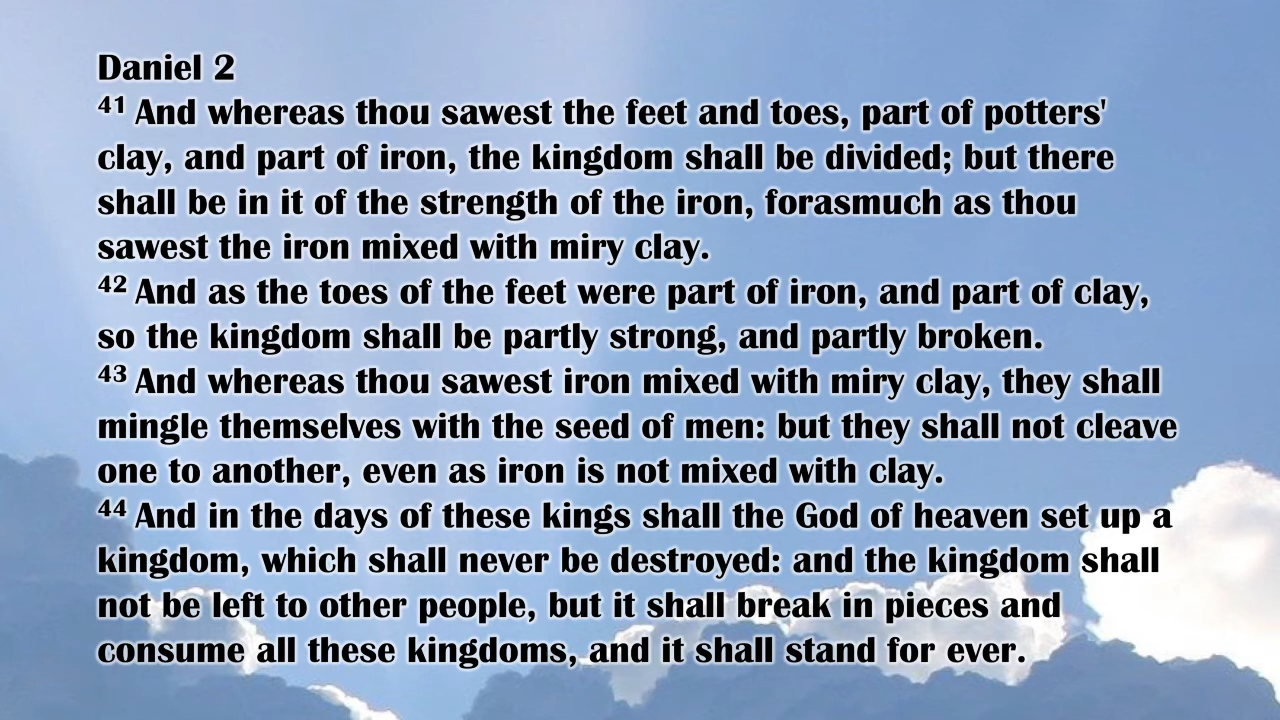 Daniel 2
41 And whereas thou sawest the feet and toes, part of potters'
clay, and part of iron, the kingdom shall be divided; but there
shall be in it of the strength of the iron, forasmuch as thou
sawest the iron mixed with miry clay.
42 And as the toes of the feet were part of iron, and part of clay,
so the kingdom shall be partly strong, and partly broken.
43 And whereas thou sawest iron mixed with miry clay, they shall
mingle themselves with the seed of men: but they shall not cleave
one to another, even as iron is not mixed with clay.
44 And in the days of these kings shall the God of heaven set up a
kingdom, which shall never be destroyed: and the kingdom shall
not be left to other people, but it shall break in pieces and
consume all these kingdoms, and it shall stand for ever.